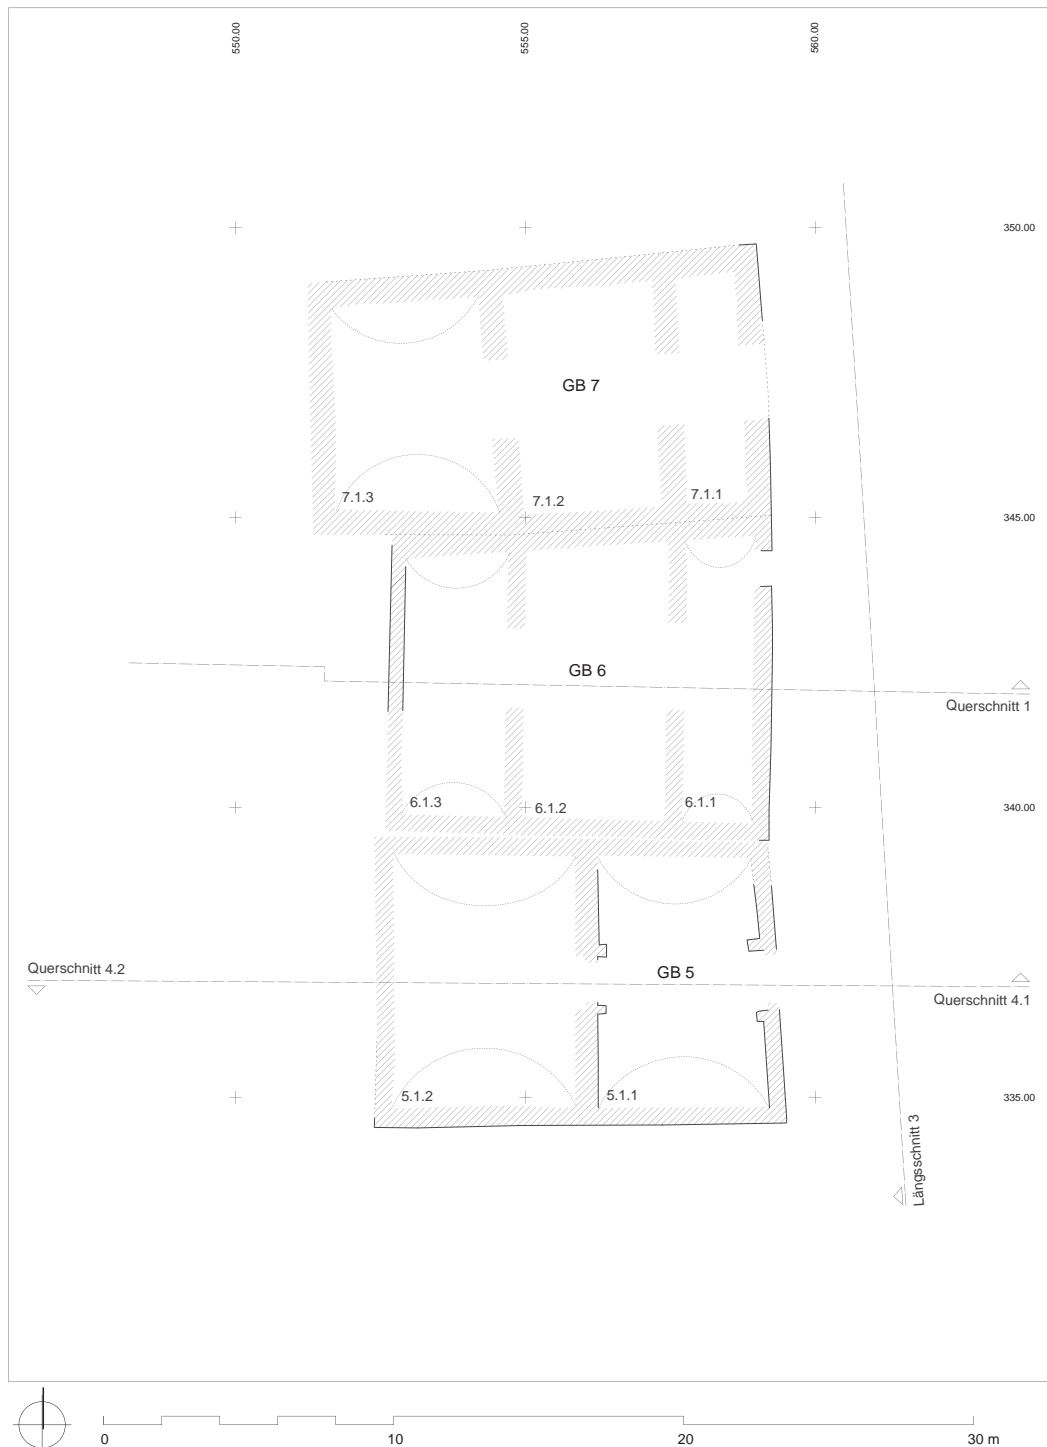 550.00
555.00
560.00
350.00
GB 7
7.1.3
7.1.2
7.1.1
345.00
GB 6
Querschnitt 1
6.1.3
6.1.2
6.1.1
340.00
Querschnitt 4.2
GB 5
Querschnitt 4.1
5.1.2
5.1.1
335.00
Längsschnitt 3
0
10
20
30 m